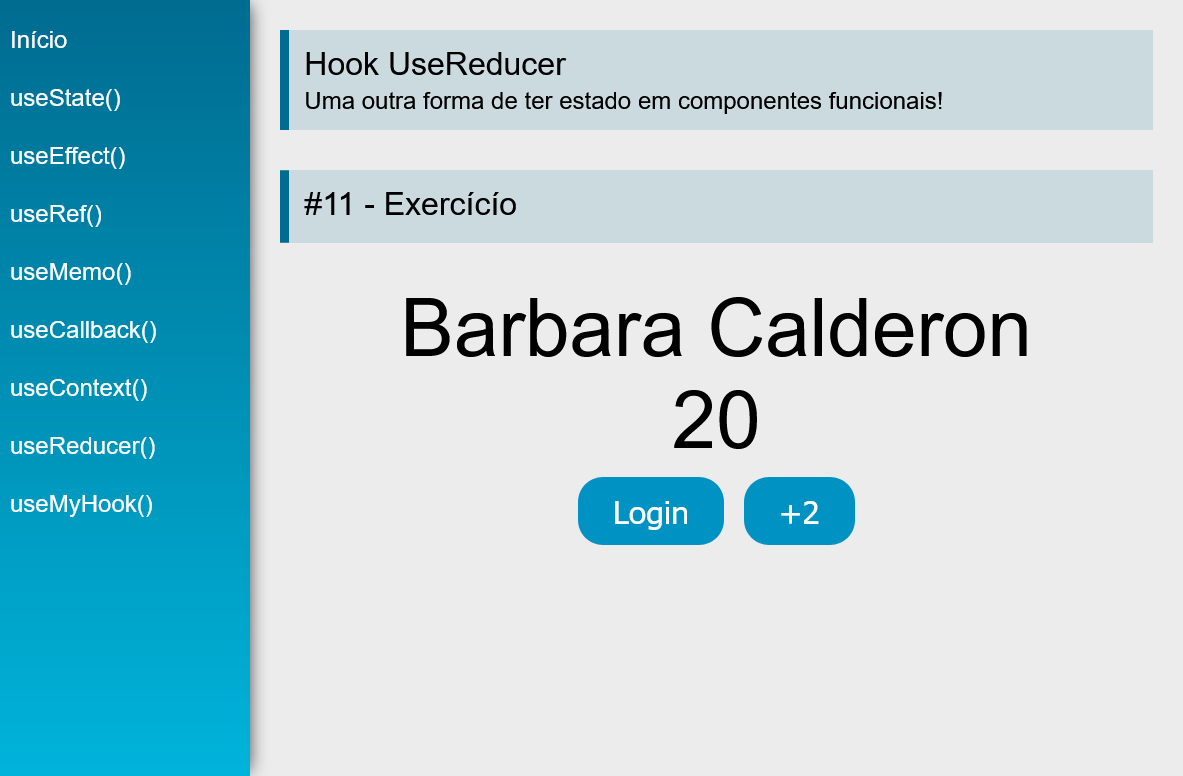 Início
useState()
useEffect()
useRef()
useMemo()
useCallback()
useContext()
useReducer()
useMyHook()
Hook UseReducer
Uma outra forma de ter estado em componentes funcionais!
#11 - Exercícío
Barbara Calderon
20
Login
+2